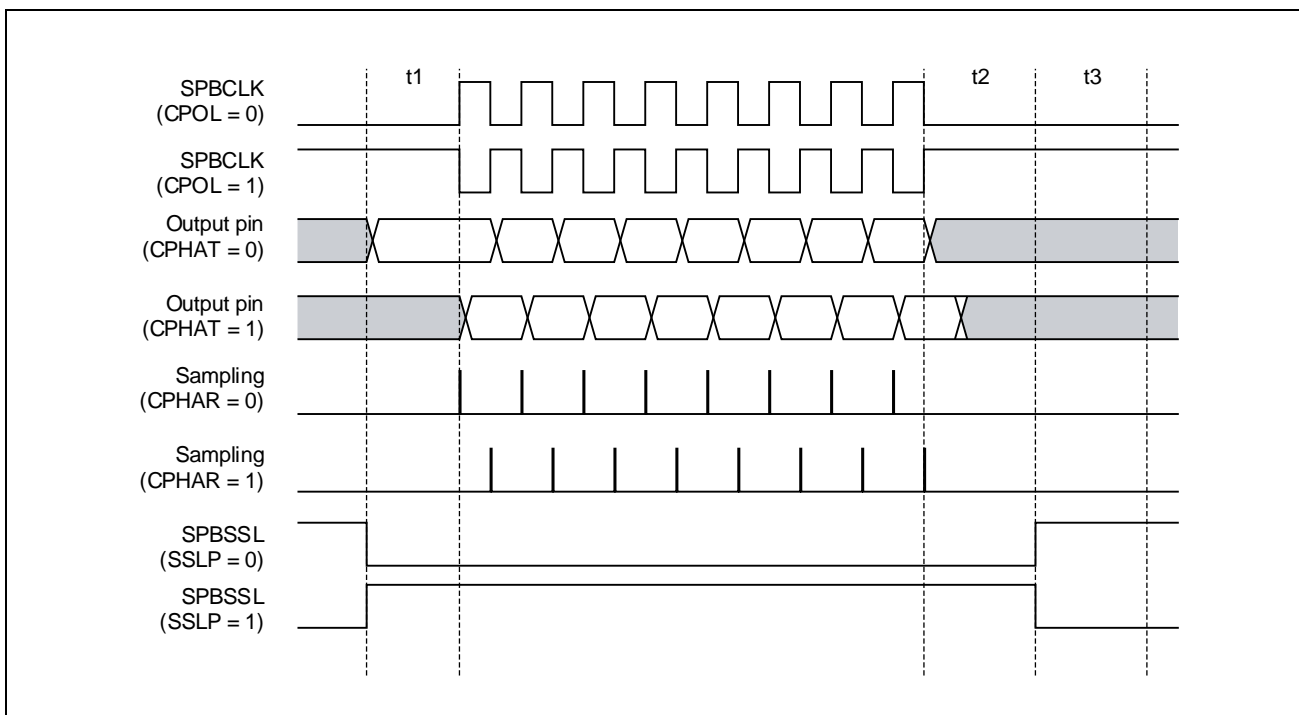 t1
t2
t3
SPBCLK
(CPOL = 0)
SPBCLK
(CPOL = 1)
Output pin
(CPHAT = 0)
Output pin
(CPHAT = 1)
Sampling
(CPHAR = 0)
Sampling
(CPHAR = 1)
SPBSSL
(SSLP = 0)
SPBSSL
(SSLP = 1)